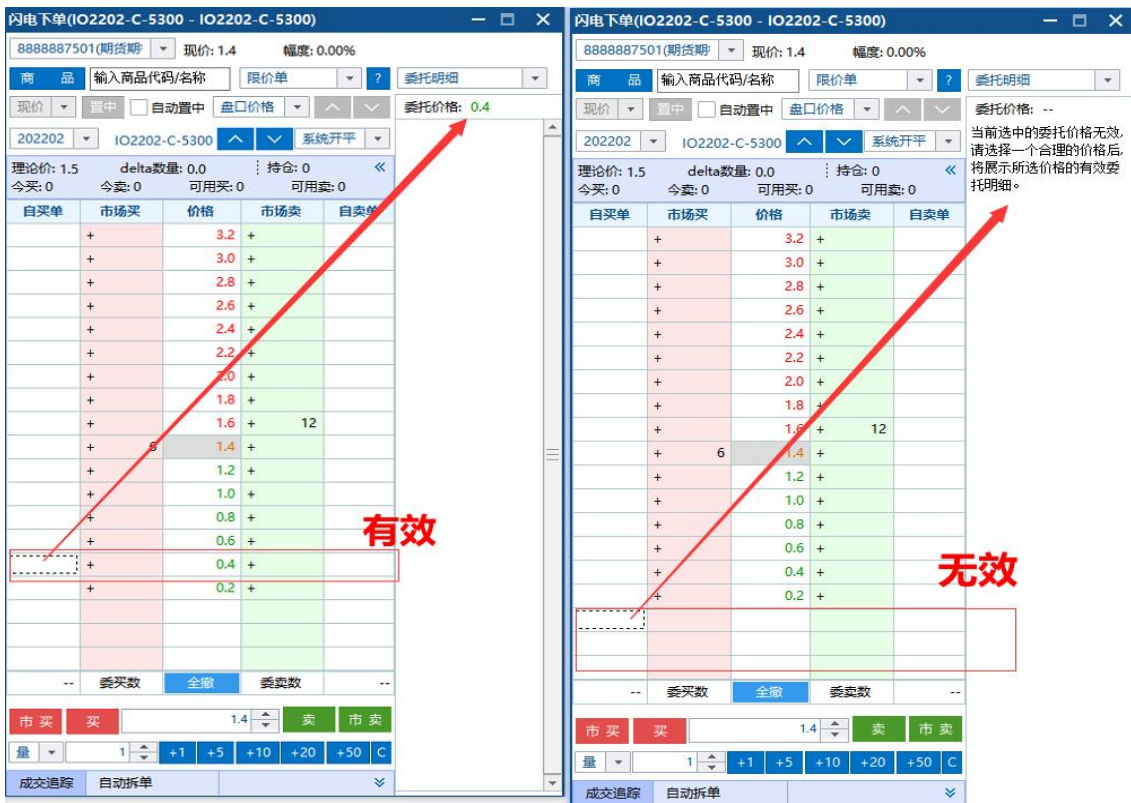 闪电下单(IO2202-C-5300 - IO2202-C-5300)
8888887501(期货期 现价: 1.4 幅度: 0.00%
商 品 输入商品代码/名称 限价单 ? 委托明细
现价 置中 自动置中 盘口价格 委托价格: 0.4
202202 IO2202-C-5300 系统开平
理论价: 1.5 delta数量: 0.0 持仓: 0
今买: 0 今卖: 0 可用买: 0 可用卖: 0
自买单 市场买 价格 市场卖 自卖单
+ 3.2 +
+ 3.0 +
+ 2.8 +
+ 2.6 +
+ 2.4 +
+ 2.2 +
+ 2.0 +
+ 1.8 +
+ 1.6 + 12
+ 6 1.4 +
+ 1.2 +
+ 1.0 +
+ 0.8 +
+ 0.6 +
+ 0.4 +
+ 0.2 +
有效
-- 委买数 全撤 委卖数 --
市 买 买 1.4 卖 市 卖
量 1 +1 +5 +10 +20 +50 C
成交追踪 自动拆单
闪电下单(IO2202-C-5300 - IO2202-C-5300)
8888887501(期货期 现价: 1.4 幅度: 0.00%
商 品 输入商品代码/名称 限价单 ? 委托明细
现价 置中 自动置中 盘口价格 委托价格: --
当前选中的委托价格无效,
请选择一个合理的价格后,
将展示所选价格的有效委
托明细。
202202 IO2202-C-5300 系统开平
理论价: 1.5 delta数量: 0.0 持仓: 0
今买: 0 今卖: 0 可用买: 0 可用卖: 0
自买单 市场买 价格 市场卖 自卖单
+ 3.2 +
+ 3.0 +
+ 2.8 +
+ 2.6 +
+ 2.4 +
+ 2.2 +
+ 2.0 +
+ 1.8 +
+ 1.6 + 12
+ 6 1.4 +
+ 1.2 +
+ 1.0 +
+ 0.8 +
+ 0.6 +
+ 0.4 +
+ 0.2 +
无效
-- 委买数 全撤 委卖数 --
市 买 买 1.4 卖 市 卖
量 1 +1 +5 +10 +20 +50 C
成交追踪 自动拆单